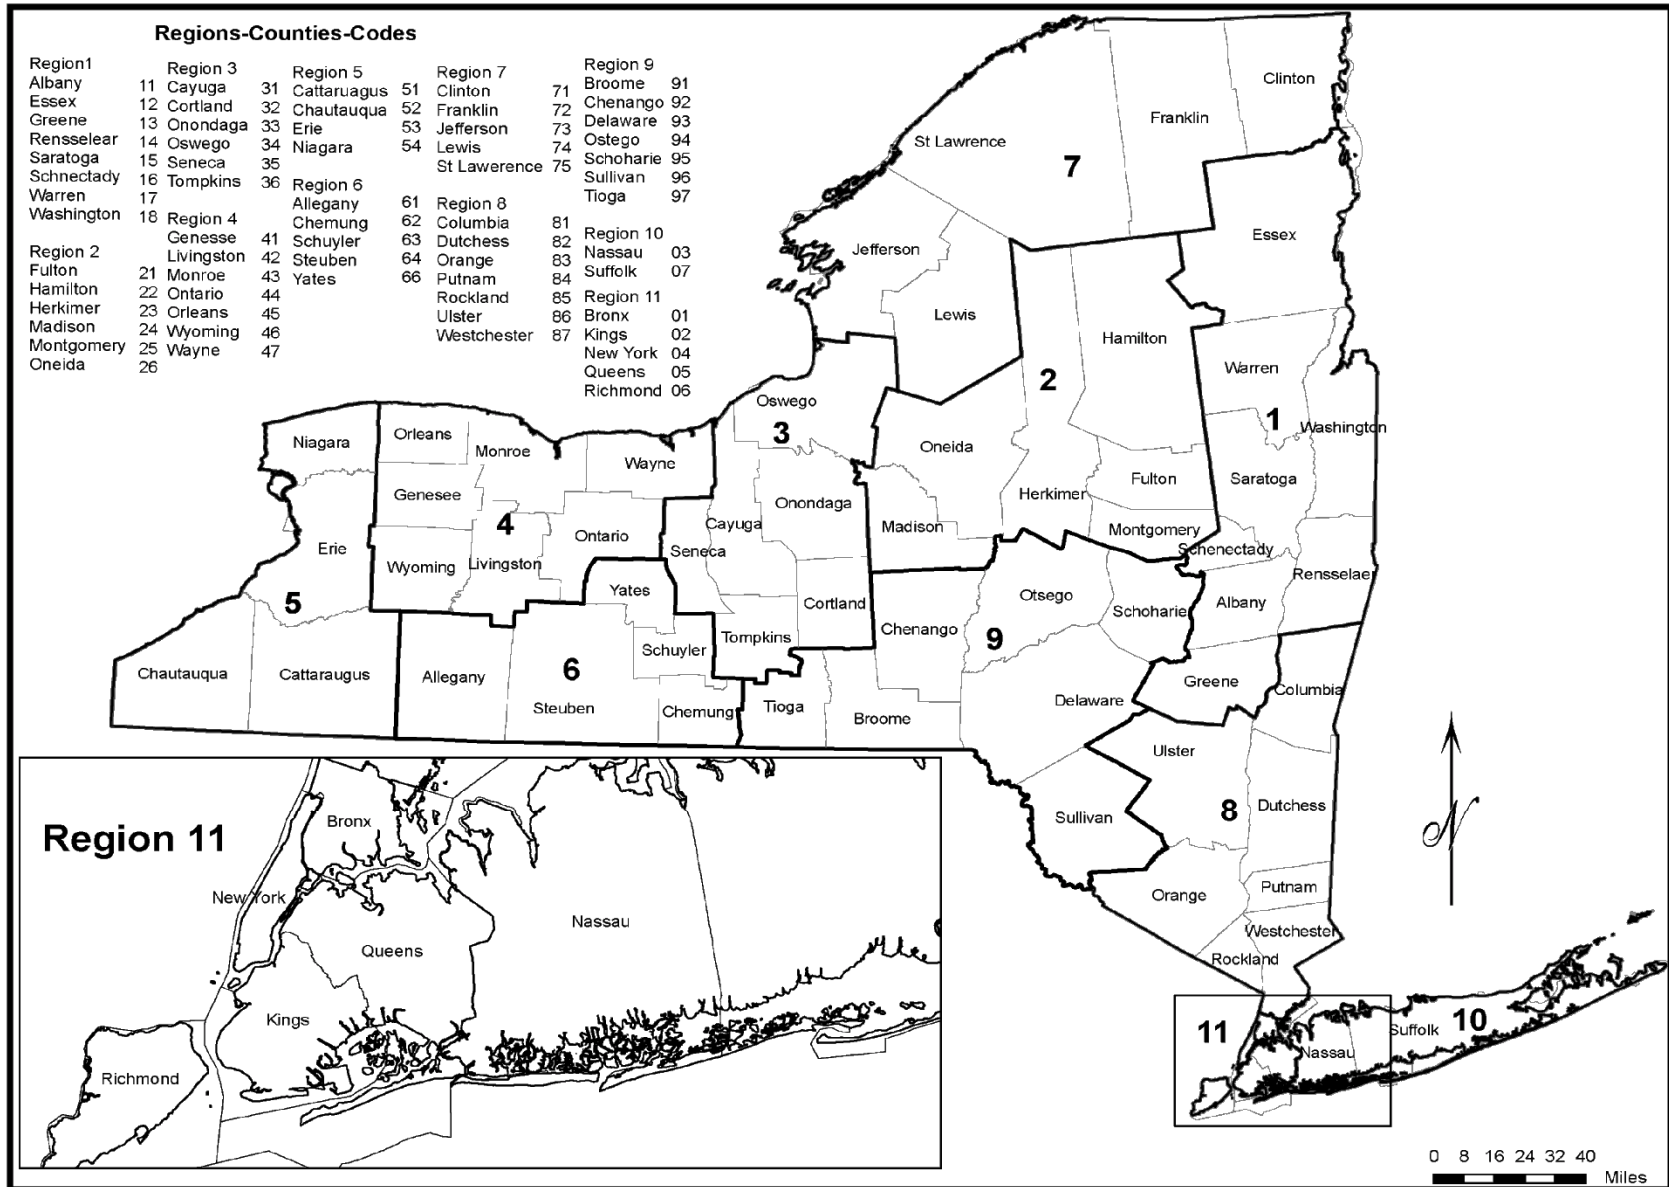 Regions-Counties-Codes
Region1
Albany 11
Essex 12
Greene 13
Rensselear 14
Saratoga 15
Schnectady 16
Warren 17
Washington 18
Region 2
Fulton 21
Hamilton 22
Herkimer 23
Madison 24
Montgomery 25
Oneida 26
Region 3
Cayuga 31
Cortland 32
Onondaga 33
Oswego 34
Seneca 35
Tompkins 36
Region 4
Genesse 41
Livingston 42
Monroe 43
Ontario 44
Orleans 45
Wyoming 46
Wayne 47
Region 5
Cattaruagus 51
Chautauqua 52
Erie 53
Niagara 54
Region 6
Allegany 61
Chemung 62
Schuyler 63
Steuben 64
Yates 66
Region 7
Clinton 71
Franklin 72
Jefferson 73
Lewis 74
St Lawerence 75
Region 8
Columbia 81
Dutchess 82
Orange 83
Putnam 84
Rockland 85
Ulster 86
Westchester 87
Region 9
Broome 91
Chenango 92
Delaware 93
Ostego 94
Schoharie 95
Sullivan 96
Tioga 97
Region 10
Nassau 03
Suffolk 07
Region 11
Bronx 01
Kings 02
New York 04
Queens 05
Richmond 06
Clinton
Franklin
St Lawrence
7
Essex
Jefferson
Lewis
Hamilton
Warren
2
Oswego
3
1
Washington
Niagara
Orleans
Monroe
Wayne
Oneida
Genesee
Onondaga
Herkimer
Fulton
Saratoga
4
Ontario
Cayuga
Madison
Montgomery
Schenectady
Erie
Wyoming
Livingston
Seneca
Rensselae
5
Yates
Cortland
Otsego
Schoharie
Albany
Chenango
9
Tompkins
Schuyler
Chautauqua
Cattaraugus
Allegany
6
Greene
Columbia
Steuben
Chemung
Tioga
Broome
Delaware
Ulster
8
Dutchess
Sullivan
Orange
Putnam
Westchester
Rockland
11
Nassau
Suffolk
10
N
Region 11
Bronx
New York
Nassau
Queens
Kings
Richmond
0 8 16 24 32 40
Miles